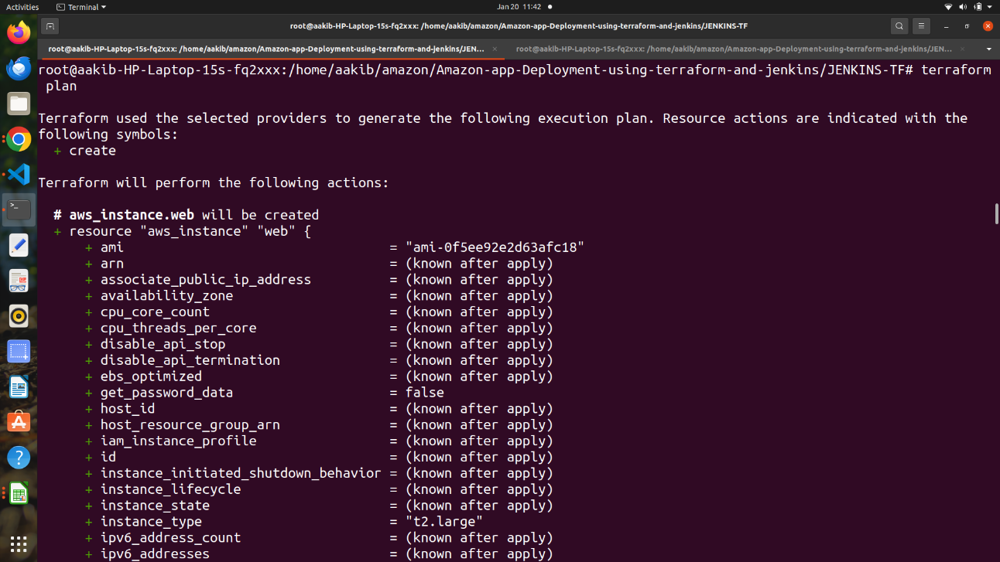 Activities
Terminal
Jan 20 11:42
root@aakib-HP-Laptop-15s-fq2xxx: /home/aakib/amazon/Amazon-app-Deployment-using-terraform-and-jenkins/JENKINS-TF
root@aakib-HP-Laptop-15s-fq2xxx: /home/aakib/amazon/Amazon-app-Deployment-using-terraform-and-jenkins/JEN...
root@aakib-HP-Laptop-15s-fq2xxx: /home/aakib/amazon/Amazon-app-Deployment-using-terraform-and-jenkins/JEN...
root@aakib-HP-Laptop-15s-fq2xxx:/home/aakib/amazon/Amazon-app-Deployment-using-terraform-and-jenkins/JENKINS-TF# terraform
plan
Terraform used the selected providers to generate the following execution plan. Resource actions are indicated with the
following symbols:
+ create
Terraform will perform the following actions:
# aws_instance.web will be created
+ resource "aws_instance" "web" {
+ ami = "ami-0f5ee92e2d63afc18"
+ arn = (known after apply)
+ associate_public_ip_address = (known after apply)
+ availability_zone = (known after apply)
+ cpu_core_count = (known after apply)
+ cpu_threads_per_core = (known after apply)
+ disable_api_stop = (known after apply)
+ disable_api_termination = (known after apply)
+ ebs_optimized = (known after apply)
+ get_password_data = false
+ host_id = (known after apply)
+ host_resource_group_arn = (known after apply)
+ iam_instance_profile = (known after apply)
+ id = (known after apply)
+ instance_initiated_shutdown_behavior = (known after apply)
+ instance_lifecycle = (known after apply)
+ instance_state = (known after apply)
+ instance_type = "t2.large"
+ ipv6_address_count = (known after apply)
+ ipv6_addresses = (known after apply)